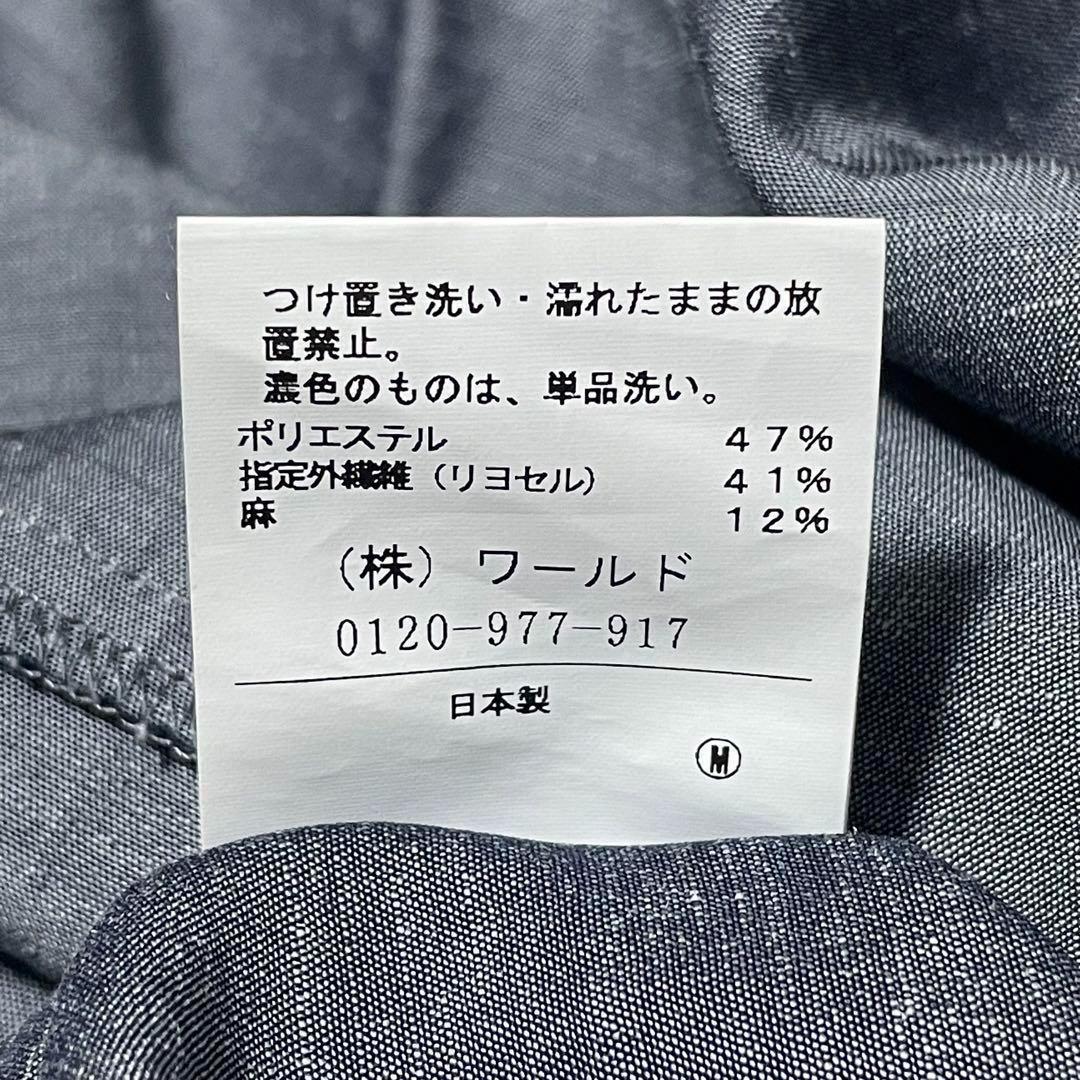 つけ置き洗い・濡れたままの放
置禁止。
濃色のものは、単品洗い。
ポリエステル 47%
指定外繊維（リヨセル） 41%
麻 12%
（株）ワールド
0120-977-917
日本製
M